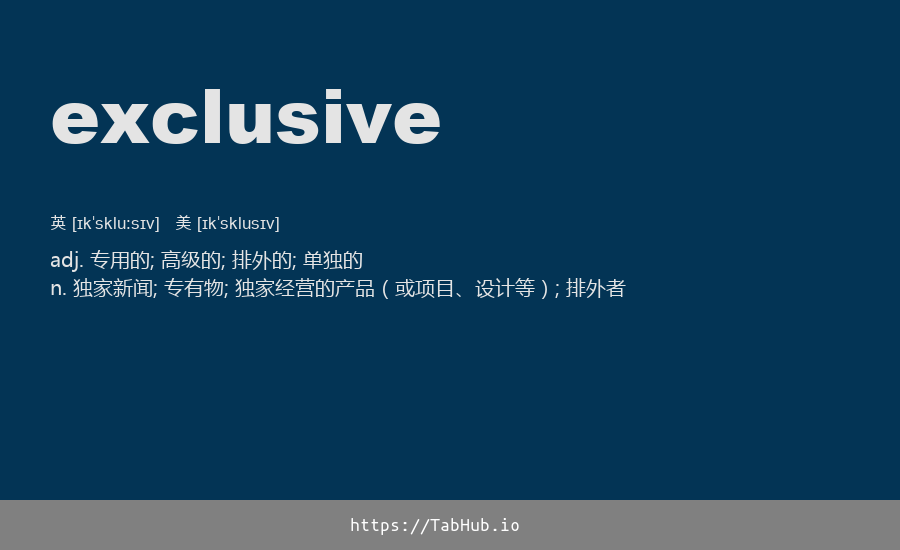 exclusive
英 [ɪkˈskluːsɪv] 美 [ɪkˈsklusɪv]
adj. 专用的; 高级的; 排外的; 单独的
n. 独家新闻; 专有物; 独家经营的产品（或项目、设计等）; 排外者
https://TabHub.io